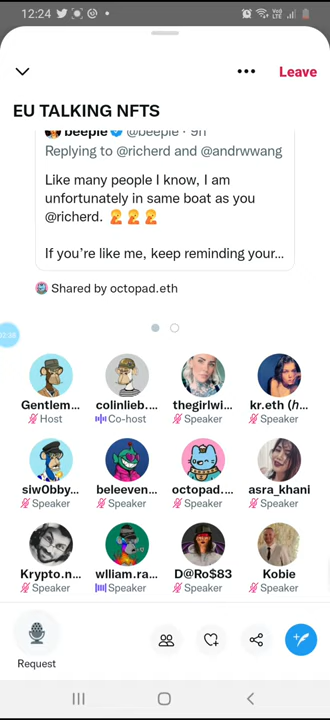 12:24
Leave
EU TALKING NFTS
beeple @beeple · 9h
Replying to @richerd and @andrwwang
Like many people I know, I am
unfortunately in same boat as you
@richerd.
If you're like me, keep reminding your...
Shared by octopad.eth
Gentlem... colinlieb.... thegirlwi... kr.eth (h...
Host Co-host Speaker Speaker
siw0bby... beleeven... octopad.... asra_khani
Speaker Speaker Speaker Speaker
Krypto.n... wlliam.ra... D@Ro$83 Kobie
Speaker Speaker Speaker Speaker
Request